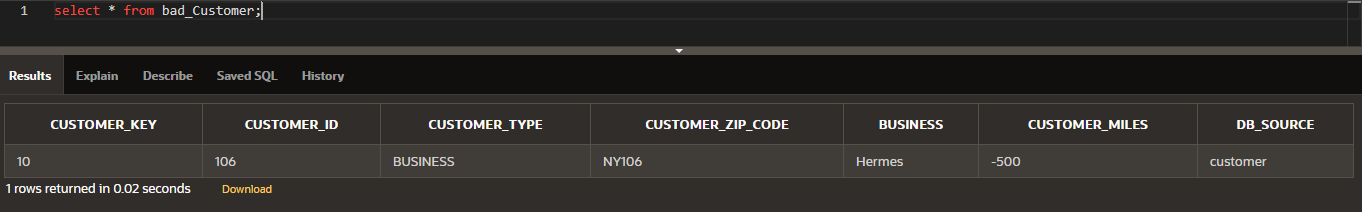 1 select * from bad_Customer;
Results Explain Describe Saved SQL History
CUSTOMER_KEY CUSTOMER_ID CUSTOMER_TYPE CUSTOMER_ZIP_CODE BUSINESS CUSTOMER_MILES DB_SOURCE
10 106 BUSINESS NY106 Hermes -500 customer
1 rows returned in 0.02 seconds Download